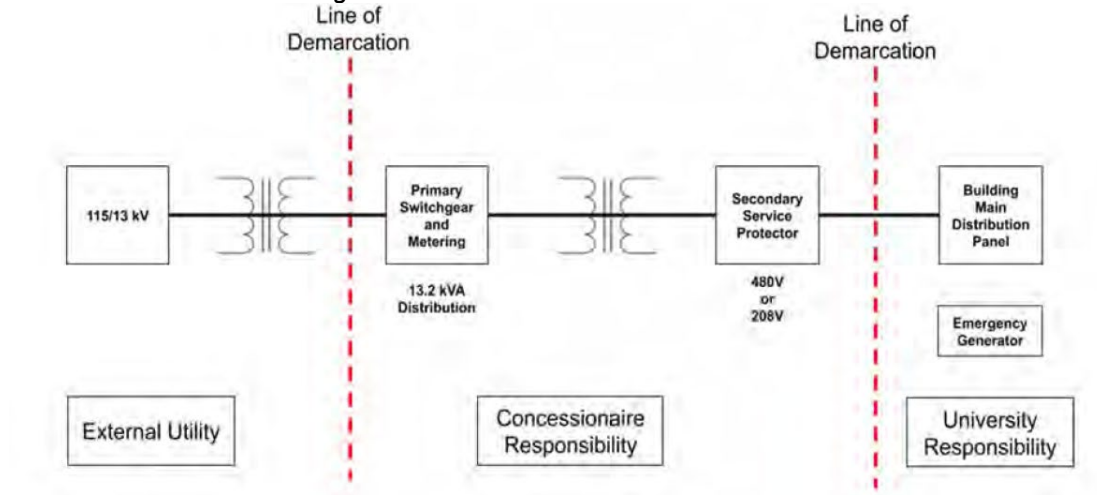 Line of
Demarcation
Line of
Demarcation
115/13 kV
Primary
Switchgear
and
Metering
Secondary
Service
Protector
Building
Main
Distribution
Panel
13.2 kVA
Distribution
480V
or
208V
Emergency
Generator
External Utility
Concessionaire
Responsibility
University
Responsibility